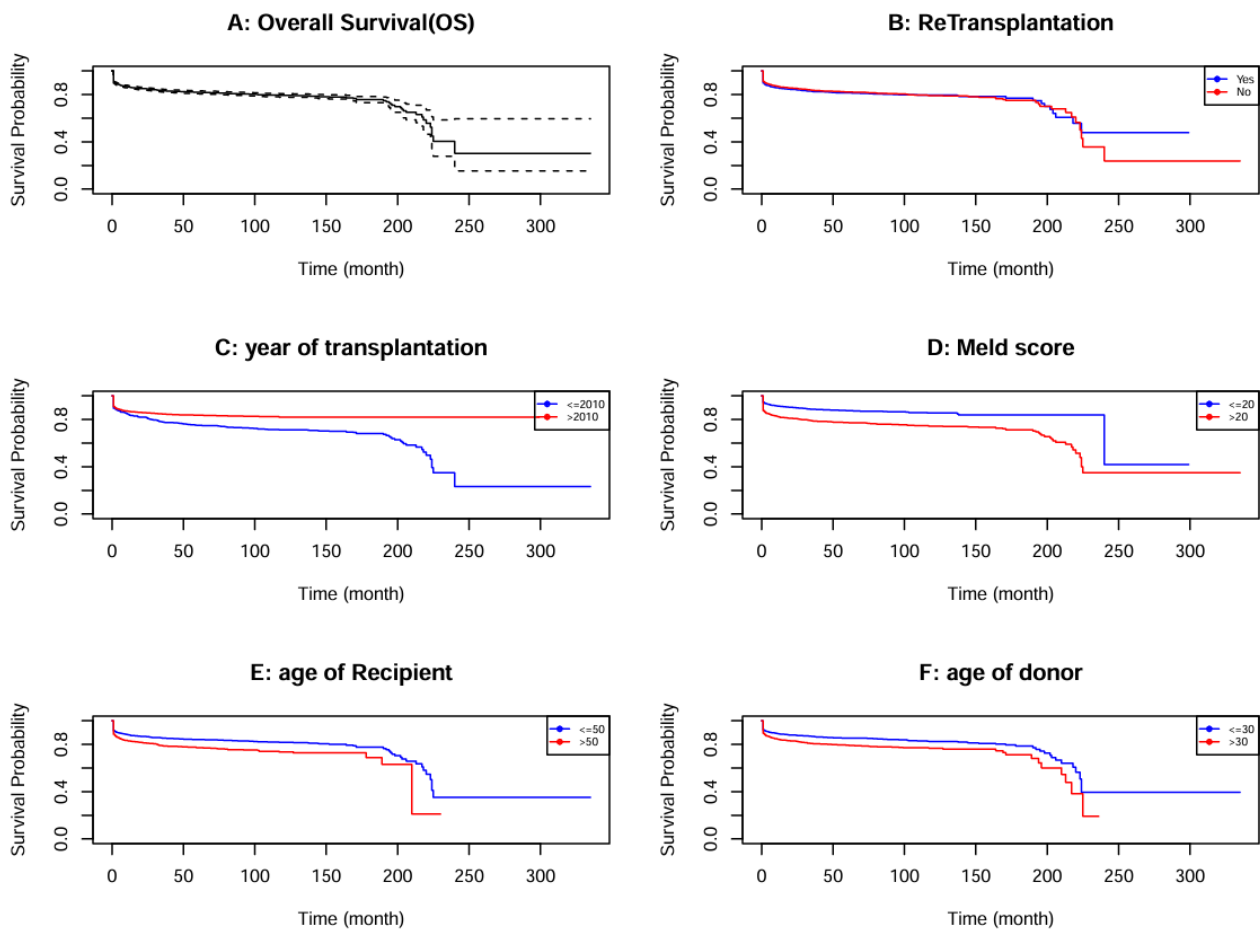 A: Overall Survival(OS)
Survival Probability
0.0 0.4 0.8
0 50 100 150 200 250 300
Time (month)
B: ReTransplantation
Survival Probability
0.0 0.4 0.8
Yes
No
0 50 100 150 200 250 300
Time (month)
C: year of transplantation
Survival Probability
0.0 0.4 0.8
<=2010
>2010
0 50 100 150 200 250 300
Time (month)
D: Meld score
Survival Probability
0.0 0.4 0.8
<=20
>20
0 50 100 150 200 250 300
Time (month)
E: age of Recipient
Survival Probability
0.0 0.4 0.8
<=50
>50
0 50 100 150 200 250 300
Time (month)
F: age of donor
Survival Probability
0.0 0.4 0.8
<=30
>30
0 50 100 150 200 250 300
Time (month)